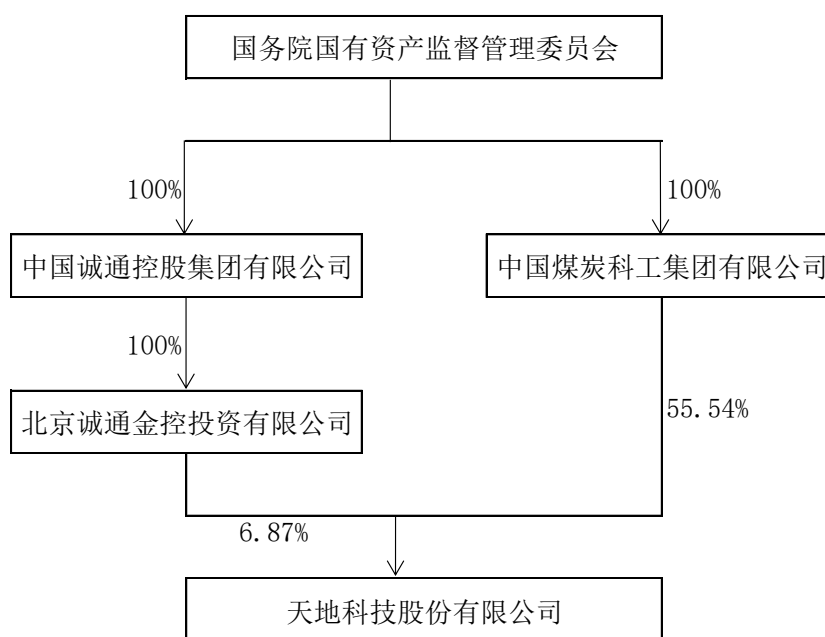 国务院国有资产监督管理委员会
100%
100%
中国诚通控股集团有限公司
中国煤炭科工集团有限公司
100%
北京诚通金控投资有限公司
55.54%
6.87%
天地科技股份有限公司